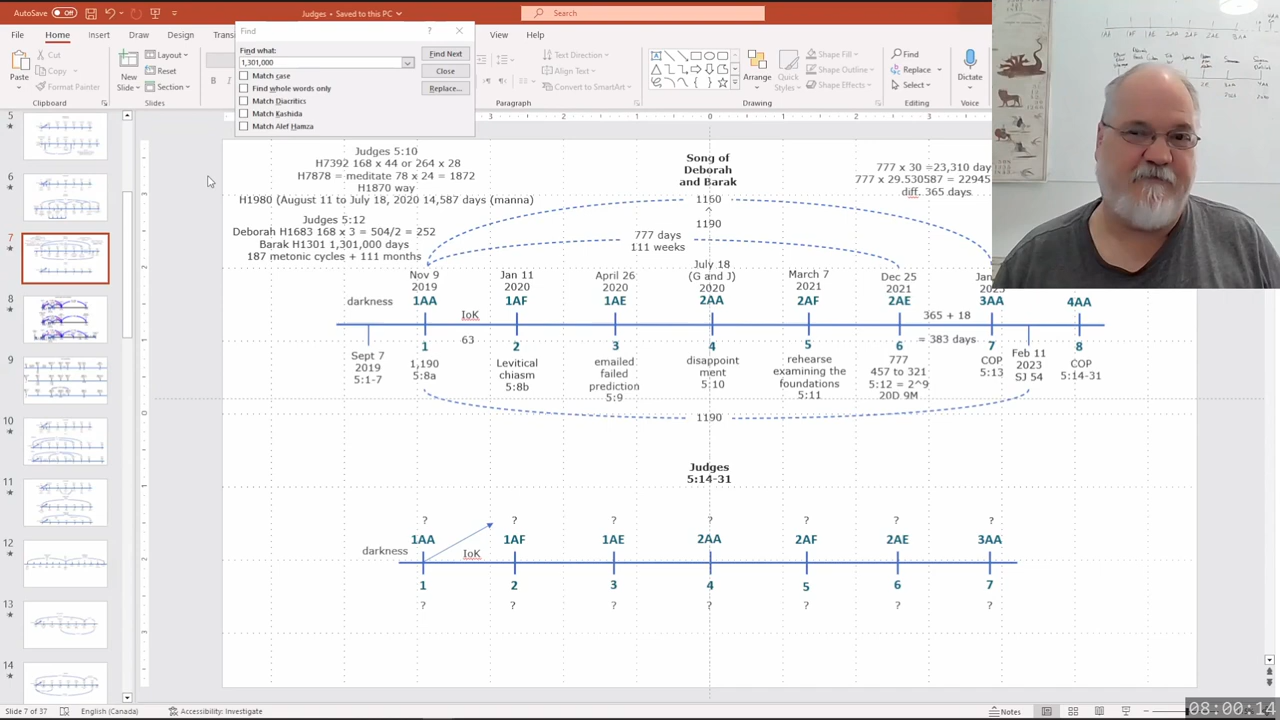 AutoSave Off
Judges • Saved to this PC
Search
File Home Insert Draw Design View Help
Find
Find what:
1,301,000
Match case
Find whole words only
Match Diacritics
Match Kashida
Match Alef Hamza
Find Next
Close
Replace...
Paste
Cut
Copy
Format Painter
Clipboard
New
Slide
Layout
Reset
Section
Slides
Text Direction
Align Text
Convert to SmartArt
Paragraph
Arrange
Quick
Styles
Shape Fill
Shape Outline
Shape Effects
Drawing
Find
Replace
Select
Editing
Dictate
Voice
Judges 5:10
H7392 168 x 44 or 264 x 28
H7878 = meditate 78 x 24 = 1872
H1870 way
H1980 (August 11 to July 18, 2020 14,587 days (manna)
Judges 5:12
Deborah H1683 168 x 3 = 504/2 = 252
Barak H1301 1,301,000 days
187 metonic cycles + 111 months
Song of
Deborah
and Barak
1150
^
1190
777 x 30 =23,310 day
777 x 29.530587 = 22945
diff. 365 days
777 days
111 weeks
July 18
(G and J)
2020
Nov 9
2019
Jan 11
2020
April 26
2020
March 7
2021
Dec 25
2021
darkness 1AA 1AF 1AE 2AA 2AF 2AE 3AA 4AA
IoK
365 + 18
63
= 383 days
1 2 3 4 5 6 7 8
Sept 7
2019
5:1-7
1,190
5:8a
Levitical
chiasm
5:8b
emailed
failed
prediction
5:9
disappoint
ment
5:10
rehearse
examining the
foundations
5:11
777
457 to 321
5:12 = 2^9
20D 9M
COP
5:13
Feb 11
2023
SJ 54
COP
5:14-31
1190
Judges
5:14-31
? ? ? ? ? ? ?
1AA 1AF 1AE 2AA 2AF 2AE 3AA
darkness
IoK
1 2 3 4 5 6 7
? ? ? ? ? ? ?
8
10
12
13
14
Slide 7 of 37
English (Canada)
Accessibility: Investigate
Notes
08:00:14